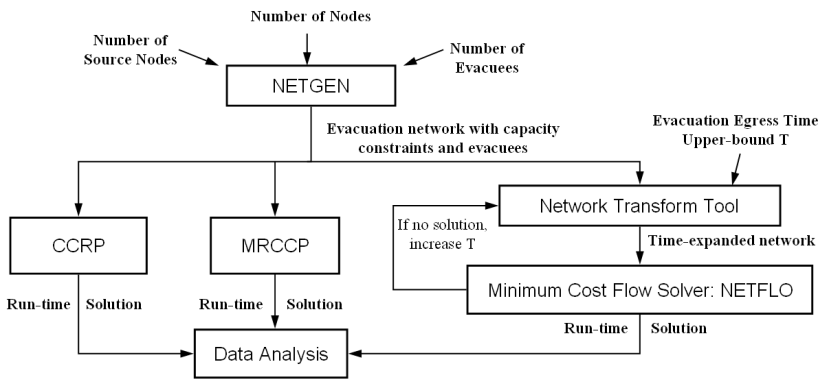 Number of Nodes
Number of
Source Nodes
Number of
Evacuees
NETGEN
Evacuation network with capacity
constraints and evacuees
Evacuation Egress Time
Upper-bound T
Network Transform Tool
If no solution,
increase T
CCRP
MRCCP
Time-expanded network
Minimum Cost Flow Solver: NETFLO
Run-time Solution
Run-time Solution
Run-time Solution
Data Analysis